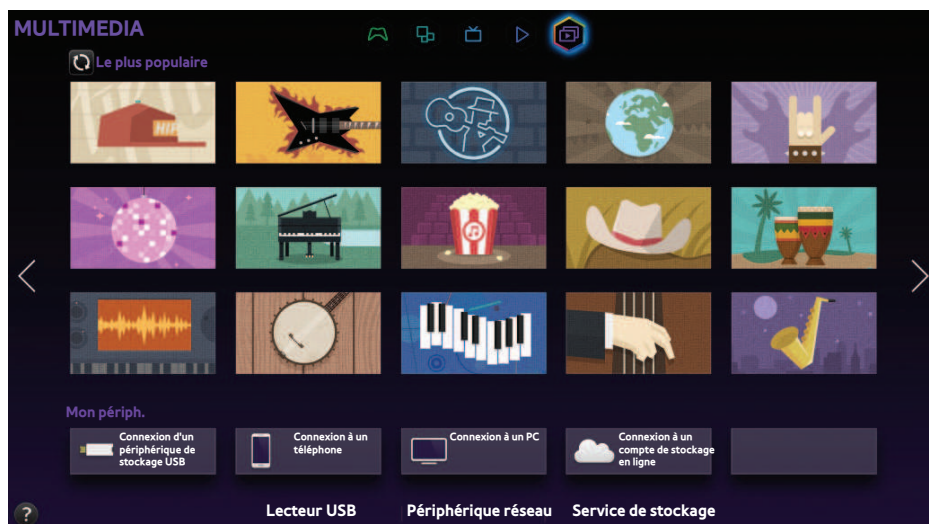 MULTIMEDIA
Le plus populaire
HIP
Mon périph.
Connexion d'un
périphérique de
stockage USB
Connexion à un
téléphone
Connexion à un PC
Connexion à un
compte de stockage
en ligne
?
Lecteur USB
Périphérique réseau
Service de stockage